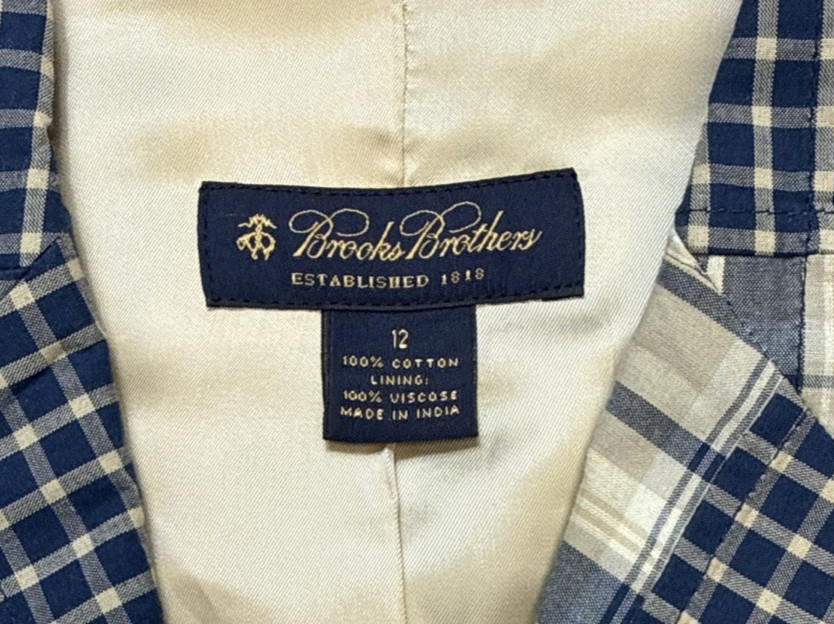 Brooks Brothers
ESTABLISHED 1818
12
100% COTTON
LINING:
100% VISCOSE
MADE IN INDIA